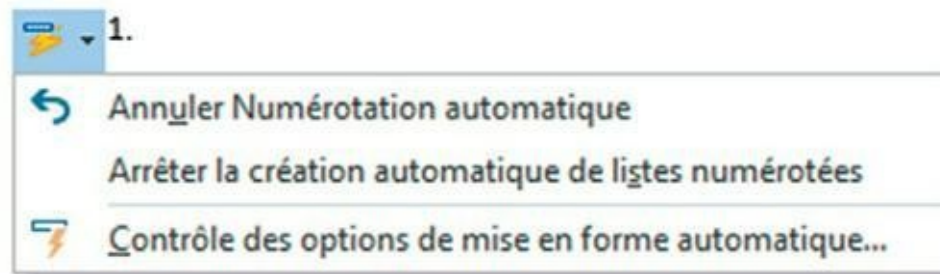 1.
Annuler Numérotation automatique
Arrêter la création automatique de listes numérotées
Contrôle des options de mise en forme automatique...